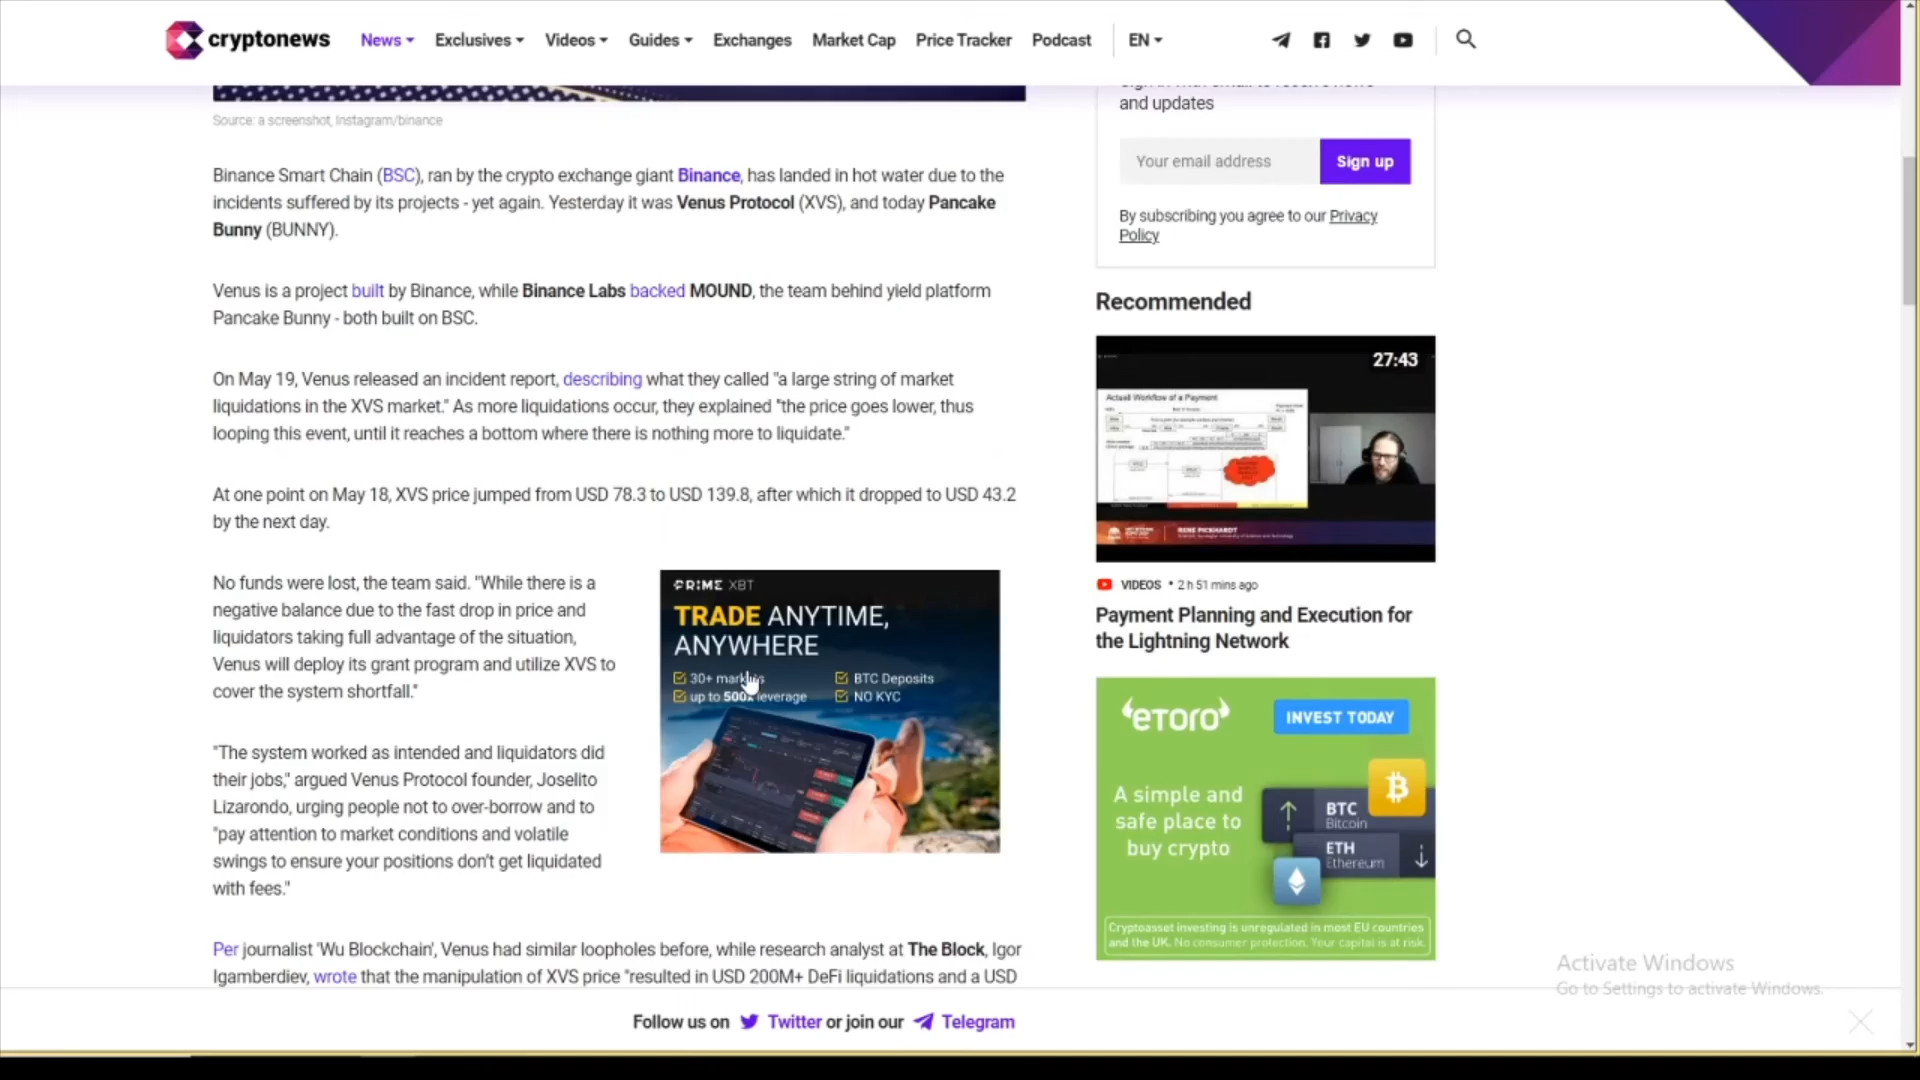 cryptonews
News
Exclusives
Videos
Guides
Exchanges
Market Cap
Price Tracker
Podcast
EN
Source: a screenshot, Instagram/binance
Binance Smart Chain (BSC), ran by the crypto exchange giant Binance, has landed in hot water due to the
incidents suffered by its projects - yet again. Yesterday it was Venus Protocol (XVS), and today Pancake
Bunny (BUNNY).
Venus is a project built by Binance, while Binance Labs backed MOUND, the team behind yield platform
Pancake Bunny - both built on BSC.
On May 19, Venus released an incident report, describing what they called "a large string of market
liquidations in the XVS market." As more liquidations occur, they explained "the price goes lower, thus
looping this event, until it reaches a bottom where there is nothing more to liquidate."
At one point on May 18, XVS price jumped from USD 78.3 to USD 139.8, after which it dropped to USD 43.2
by the next day.
No funds were lost, the team said. "While there is a
negative balance due to the fast drop in price and
liquidators taking full advantage of the situation,
Venus will deploy its grant program and utilize XVS to
cover the system shortfall."
"The system worked as intended and liquidators did
their jobs," argued Venus Protocol founder, Joselito
Lizarondo, urging people not to over-borrow and to
"pay attention to market conditions and volatile
swings to ensure your positions don't get liquidated
with fees."
Per journalist 'Wu Blockchain', Venus had similar loopholes before, while research analyst at The Block, Igor
Igamberdiev, wrote that the manipulation of XVS price "resulted in USD 200M+ DeFi liquidations and a USD
PRIME XBT
TRADE ANYTIME,
ANYWHERE
30+ markets
up to 500x leverage
BTC Deposits
NO KYC
and updates
Your email address
Sign up
By subscribing you agree to our Privacy
Policy
Recommended
27:43
Actuall Workflow of a Payment
RENE PICKHARDT
VIDEOS • 2 h 51 mins ago
Payment Planning and Execution for
the Lightning Network
eToro
INVEST TODAY
A simple and
safe place to
buy crypto
BTC
Bitcoin
ETH
Ethereum
Cryptoasset investing is unregulated in most EU countries
and the UK. No consumer protection. Your capital is at risk.
Activate Windows
Go to Settings to activate Windows.
Follow us on Twitter or join our Telegram